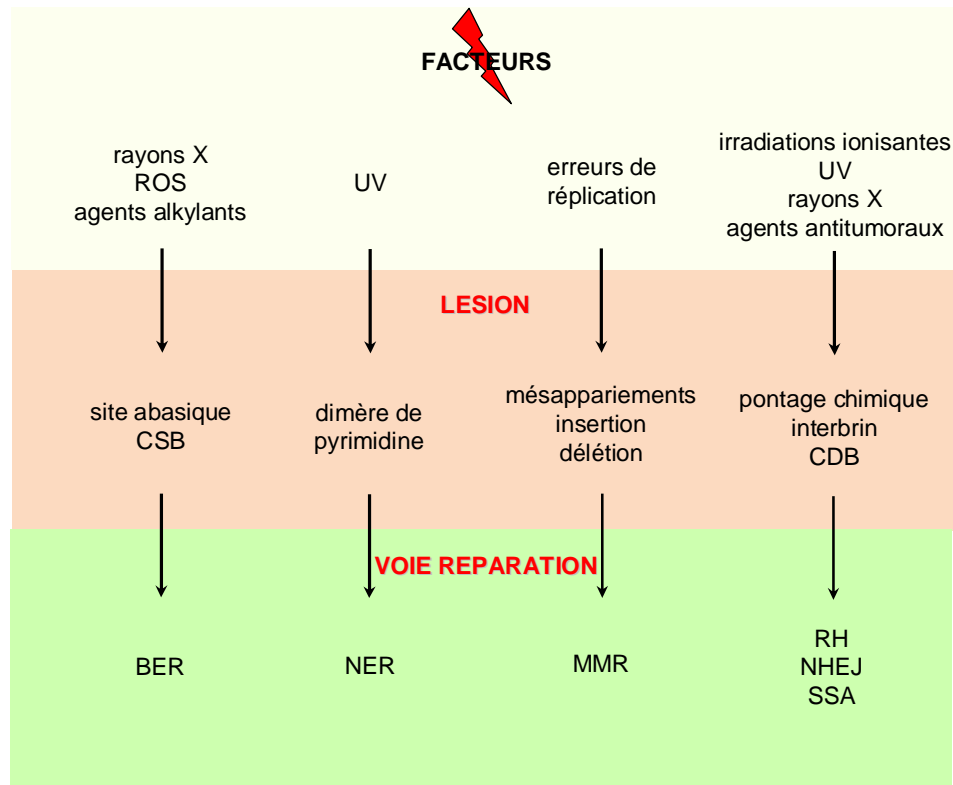 FACTEURS
rayons X
ROS
agents alkylants
UV
erreurs de
réplication
irradiations ionisantes
UV
rayons X
agents antitumoraux
LESION
site abasique
CSB
dimère de
pyrimidine
mésappariements
insertion
délétion
pontage chimique
interbrin
CDB
VOIE REPARATION
BER
NER
MMR
RH
NHEJ
SSA